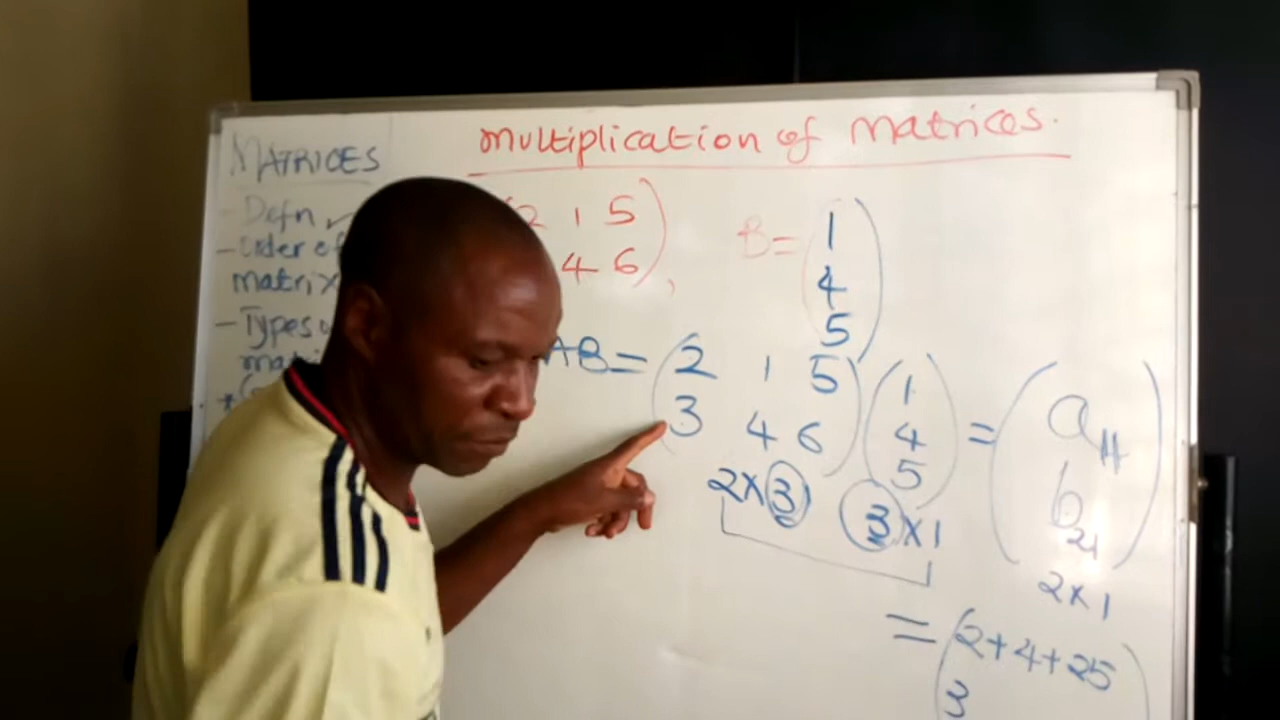 multiplication of matrices.
MATRICES
- Defn ✓
- Order of
matrix
- Types
matri
2 1 5
4 6 ,
B = ( 1
4
5 )
AB = ( 2 1 5 ) ( 1 ) = ( a11 )
3 4 6 4 b21
5
2x3 3x1 2x1
= ( 2+4+25 )
3